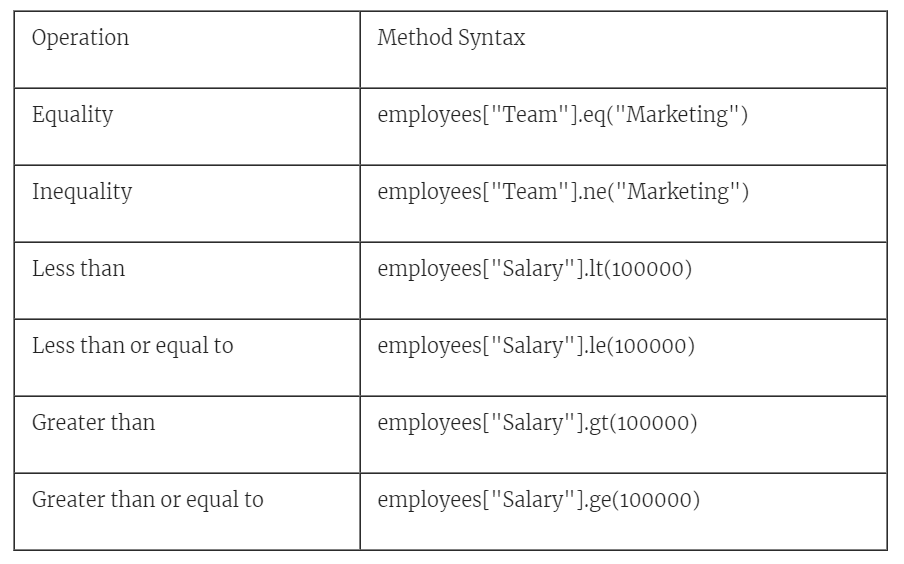 Operation
Method Syntax
Equality
employees["Team"].eq("Marketing")
Inequality
employees["Team"].ne("Marketing")
Less than
employees["Salary"].lt(100000)
Less than or equal to
employees["Salary"].le(100000)
Greater than
employees["Salary"].gt(100000)
Greater than or equal to
employees["Salary"].ge(100000)